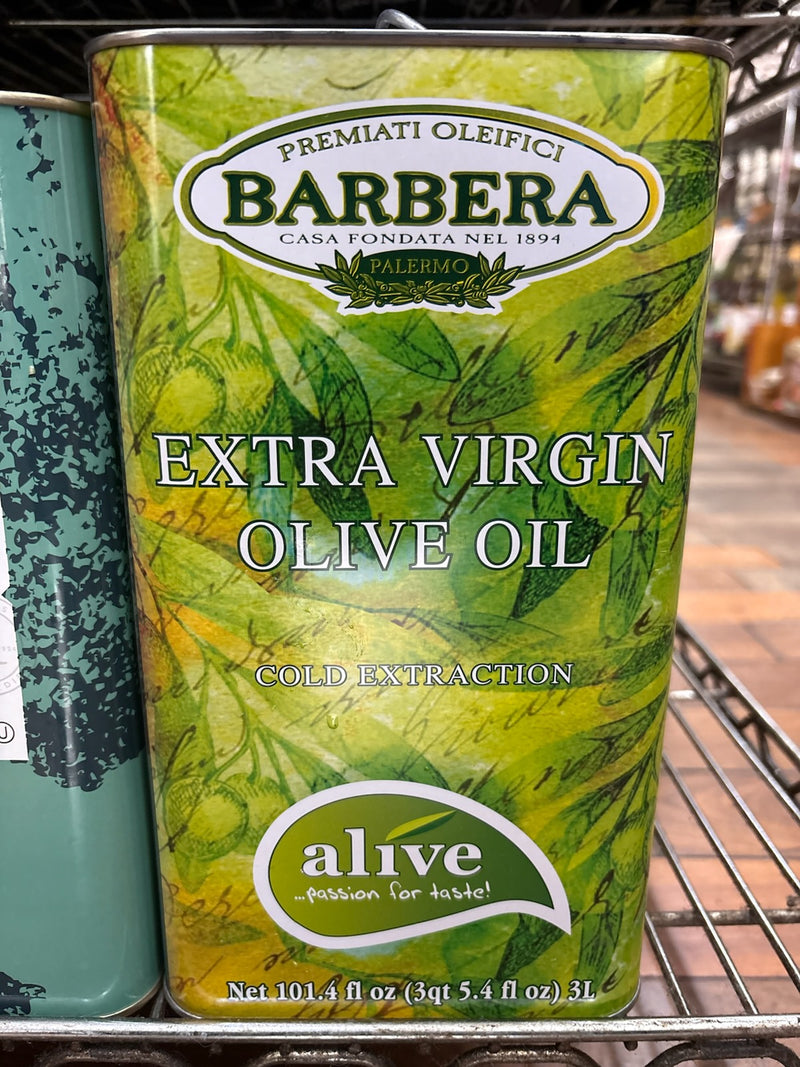 PREMIATI OLEIFICI
BARBERA
CASA FONDATA NEL 1894
PALERMO
EXTRA VIRGIN
OLIVE OIL
COLD EXTRACTION
alive
...passion for taste!
Net 101.4 fl oz (3qt 5.4 fl oz) 3L